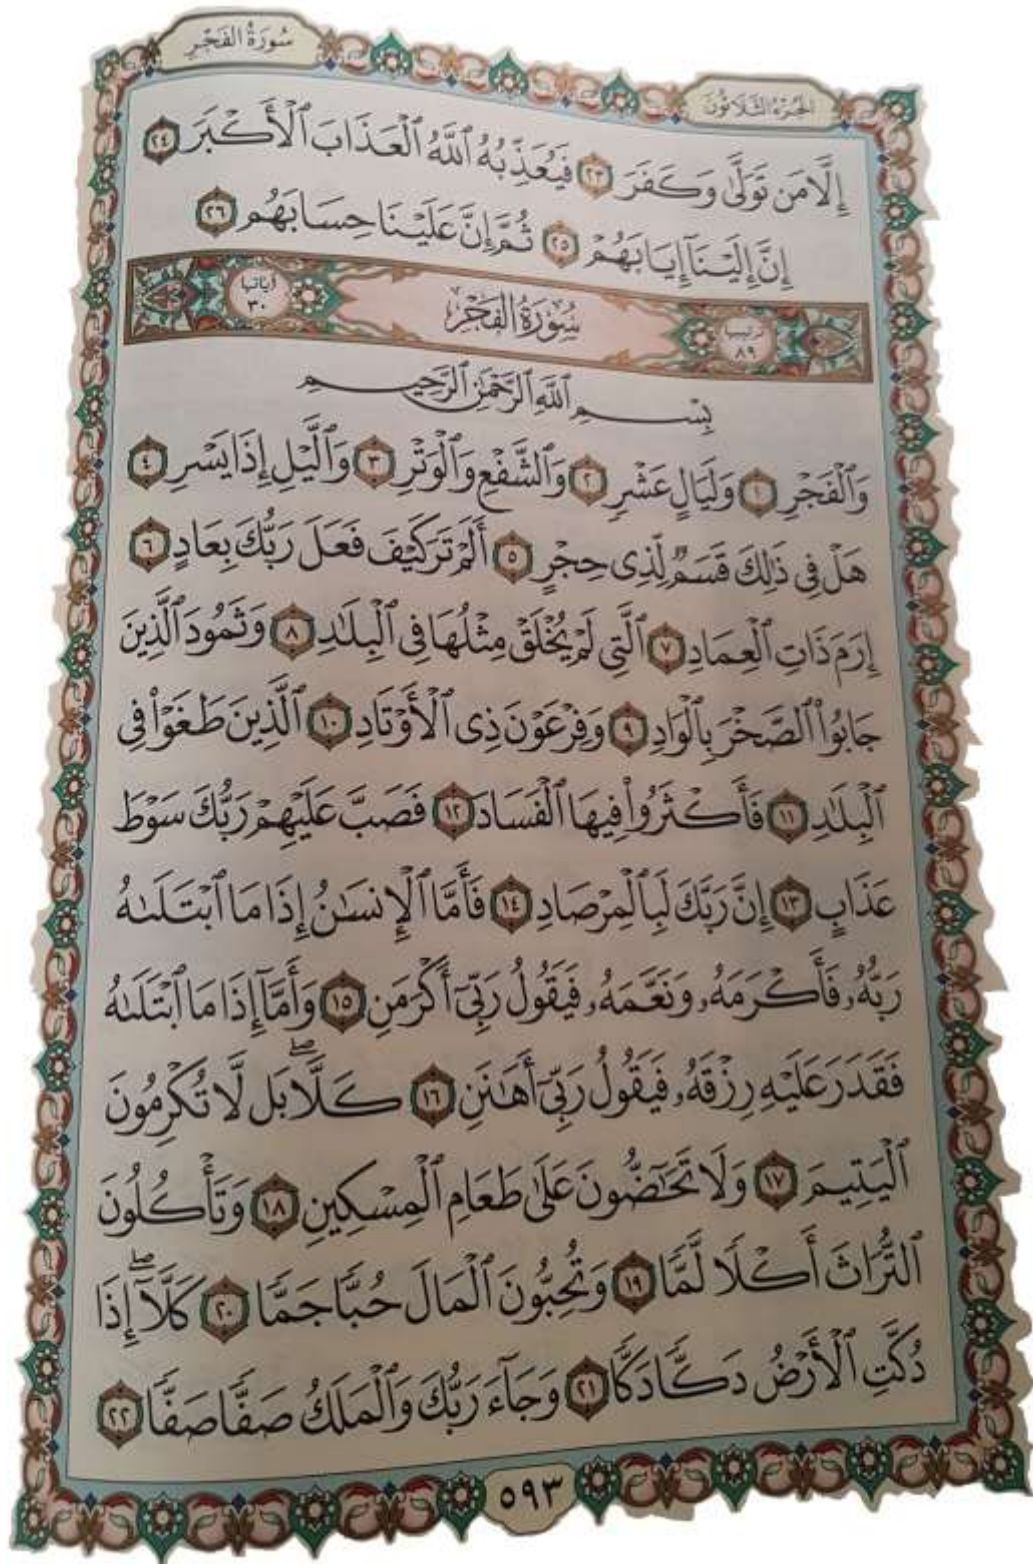 سُورَةُ الفَجْرِ
الجُزْءُ الثَّلَاثُونَ
إِلَّا مَن تَوَلَّىٰ وَكَفَرَ ٢٣ فَيُعَذِّبُهُ ٱللَّهُ ٱلْعَذَابَ ٱلْأَكْبَرَ ٢٤
إِنَّ إِلَيْنَآ إِيَابَهُمْ ٢٥ ثُمَّ إِنَّ عَلَيْنَا حِسَابَهُم ٢٦
ترتيبها ٨٩ سُورَةُ الفَجْرِ آياتها ٣٠
بِسْمِ ٱللَّهِ ٱلرَّحْمَٰنِ ٱلرَّحِيمِ
وَٱلْفَجْرِ ١ وَلَيَالٍ عَشْرٍ ٢ وَٱلشَّفْعِ وَٱلْوَتْرِ ٣ وَٱلَّيْلِ إِذَا يَسْرِ ٤
هَلْ فِى ذَٰلِكَ قَسَمٌ لِّذِى حِجْرٍ ٥ أَلَمْ تَرَ كَيْفَ فَعَلَ رَبُّكَ بِعَادٍ ٦
إِرَمَ ذَاتِ ٱلْعِمَادِ ٧ ٱلَّتِى لَمْ يُخْلَقْ مِثْلُهَا فِى ٱلْبِلَٰدِ ٨ وَثَمُودَ ٱلَّذِينَ
جَابُوا۟ ٱلصَّخْرَ بِٱلْوَادِ ٩ وَفِرْعَوْنَ ذِى ٱلْأَوْتَادِ ١٠ ٱلَّذِينَ طَغَوْا۟ فِى
ٱلْبِلَٰدِ ١١ فَأَكْثَرُوا۟ فِيهَا ٱلْفَسَادَ ١٢ فَصَبَّ عَلَيْهِمْ رَبُّكَ سَوْطَ
عَذَابٍ ١٣ إِنَّ رَبَّكَ لَبِٱلْمِرْصَادِ ١٤ فَأَمَّا ٱلْإِنسَٰنُ إِذَا مَا ٱبْتَلَىٰهُ
رَبُّهُۥ فَأَكْرَمَهُۥ وَنَعَّمَهُۥ فَيَقُولُ رَبِّىٓ أَكْرَمَنِ ١٥ وَأَمَّآ إِذَا مَا ٱبْتَلَىٰهُ
فَقَدَرَ عَلَيْهِ رِزْقَهُۥ فَيَقُولُ رَبِّىٓ أَهَٰنَنِ ١٦ كَلَّاۖ بَل لَّا تُكْرِمُونَ
ٱلْيَتِيمَ ١٧ وَلَا تَحَٰٓضُّونَ عَلَىٰ طَعَامِ ٱلْمِسْكِينِ ١٨ وَتَأْكُلُونَ
ٱلتُّرَاثَ أَكْلًا لَّمًّا ١٩ وَتُحِبُّونَ ٱلْمَالَ حُبًّا جَمًّا ٢٠ كَلَّآۖ إِذَا
دُكَّتِ ٱلْأَرْضُ دَكًّا دَكًّا ٢١ وَجَآءَ رَبُّكَ وَٱلْمَلَكُ صَفًّا صَفًّا ٢٢
٥٩٣